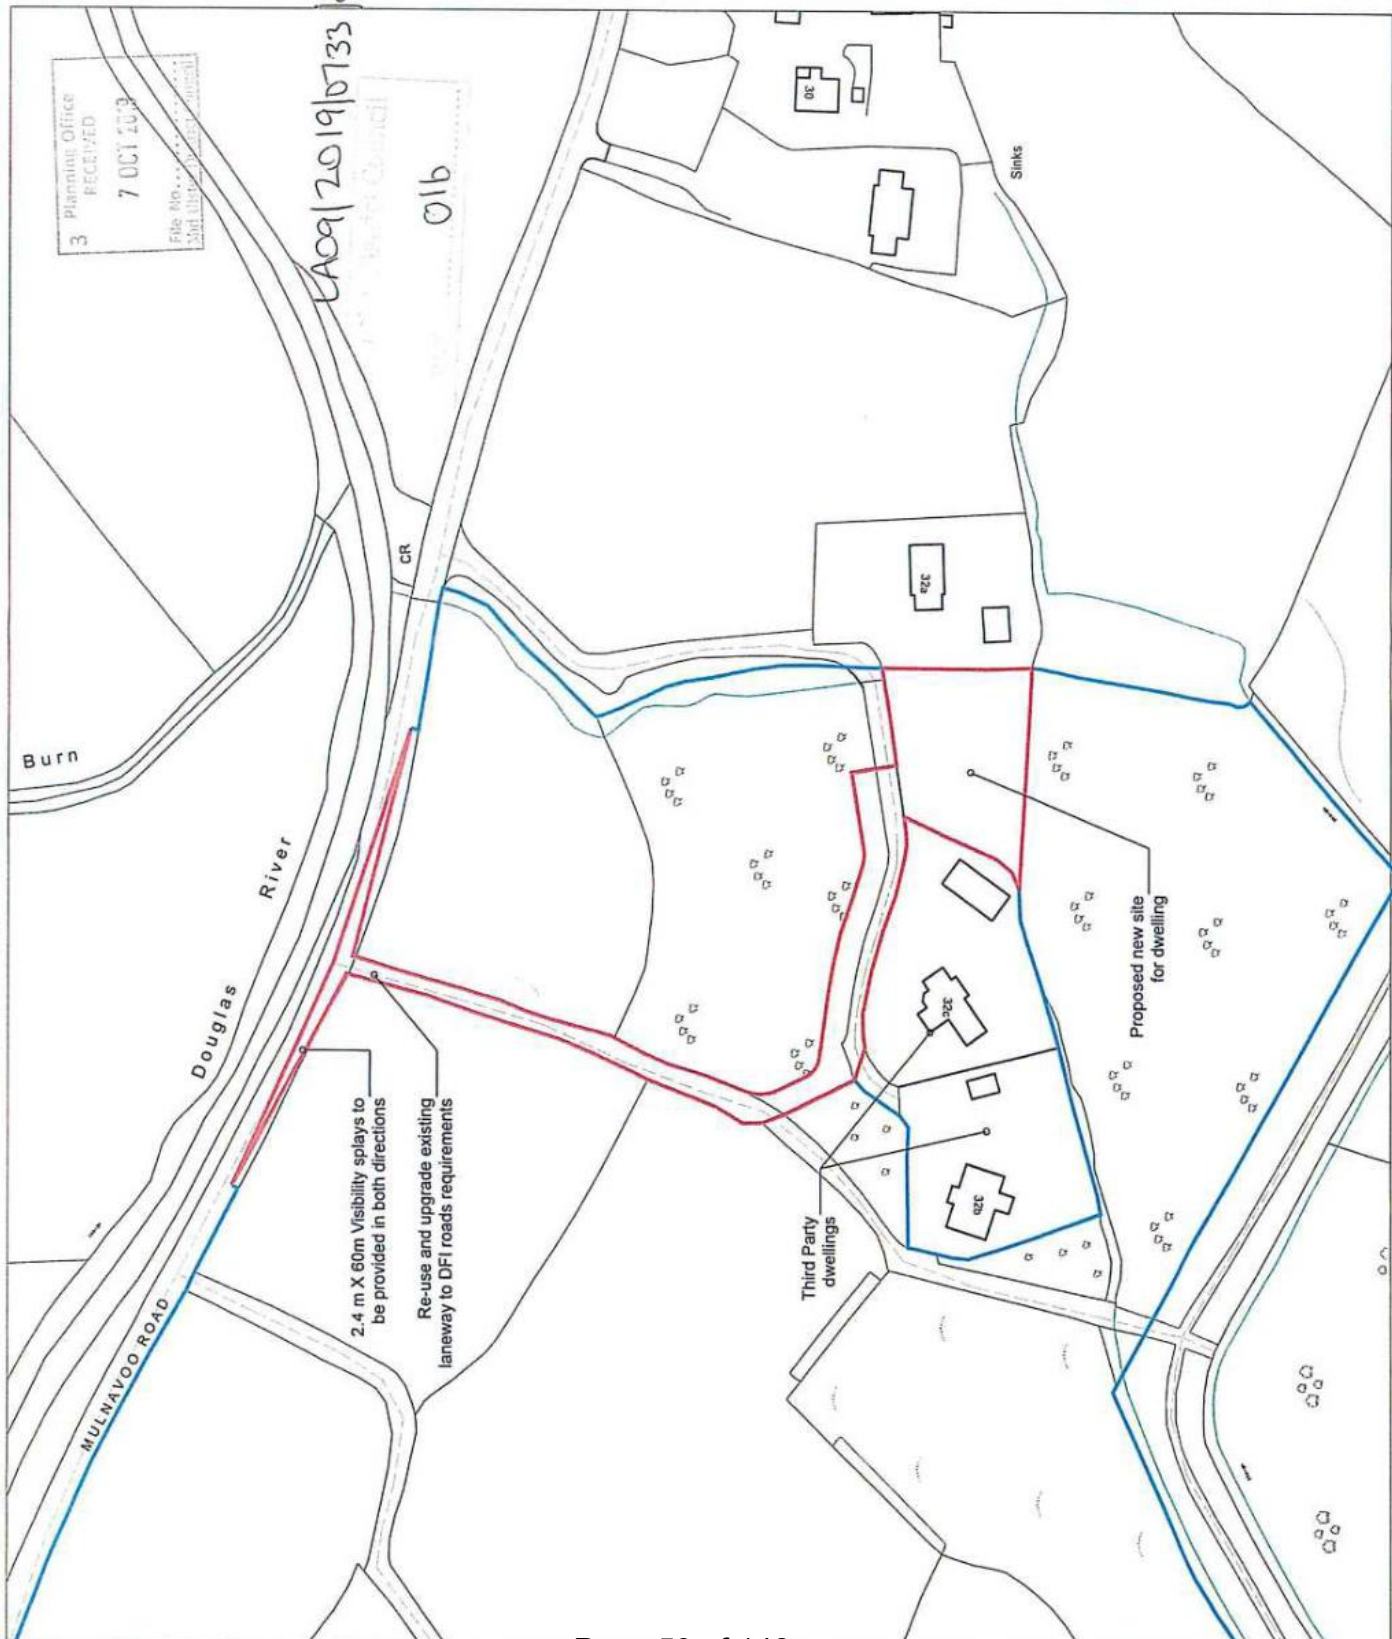 3 Planning Office
RECEIVED
7 OCT 2019
File No.
LA09/2019/0733
01b
30
Sinks
CR
32a
Burn
River
Douglas
MULNAVOO ROAD
2.4 m X 60m Visibility splays to
be provided in both directions
Re-use and upgrade existing
laneway to DFI roads requirements
Proposed new site
for dwelling
32c
32b
Third Party
dwellings